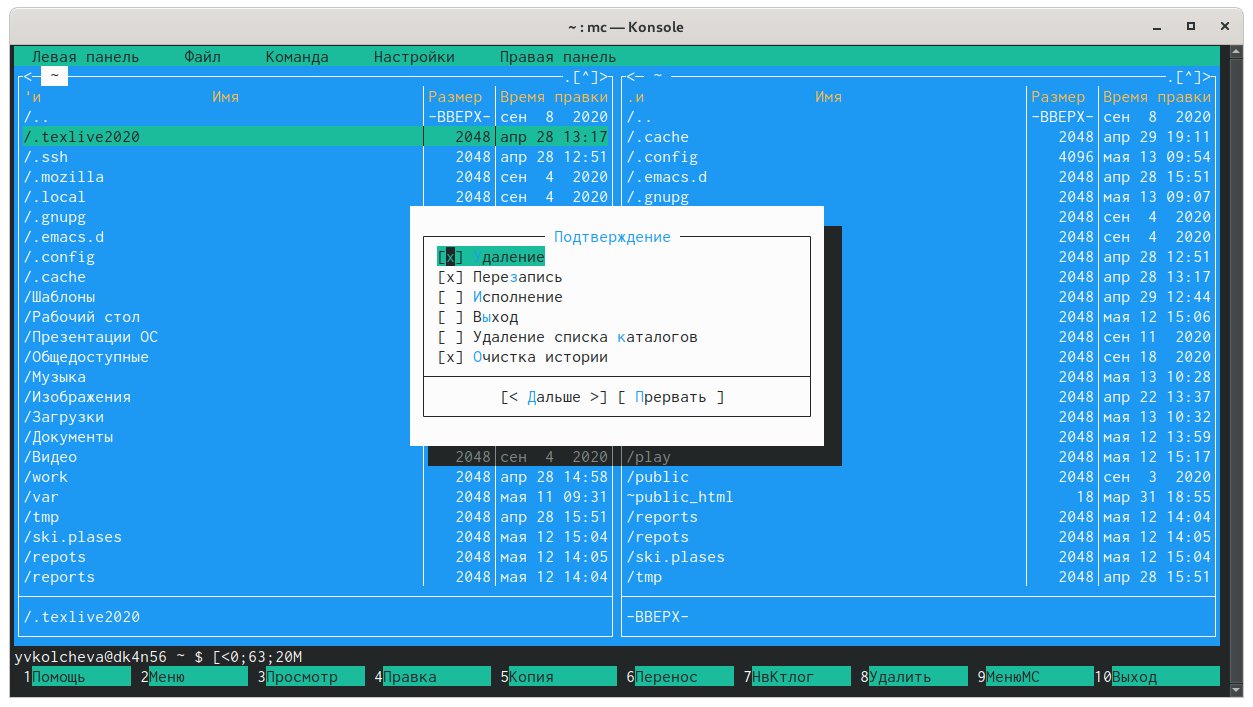 ~ : mc — Konsole
Левая панель Файл Команда Настройки Правая панель
<─ ~ .[^]> <─ ~ .[^]>
'и Имя Размер Время правки .и Имя Размер Время правки
/.. -ВВЕРХ- сен 8 2020 /.. -ВВЕРХ- сен 8 2020
/.texlive2020 2048 апр 28 13:17 /.cache 2048 апр 29 19:11
/.ssh 2048 апр 28 12:51 /.config 4096 мая 13 09:54
/.mozilla 2048 сен 4 2020 /.emacs.d 2048 апр 28 15:51
/.local 2048 сен 4 2020 /.gnupg 2048 мая 13 09:07
/.gnupg 2048 сен 4 2020
/.emacs.d Подтверждение 2048 сен 4 2020
/.config [x] Удаление 2048 апр 28 12:51
/.cache [x] Перезапись 2048 апр 28 13:17
/Шаблоны [ ] Исполнение 2048 апр 29 12:44
/Рабочий стол [ ] Выход 2048 мая 12 15:06
/Презентации ОС [ ] Удаление списка каталогов 2048 сен 11 2020
/Общедоступные [x] Очистка истории 2048 сен 18 2020
/Музыка 2048 мая 13 10:28
/Изображения [< Дальше >] [ Прервать ] 2048 апр 22 13:37
/Загрузки 2048 мая 13 10:32
/Документы 2048 мая 12 13:59
/Видео 2048 сен 4 2020 /play 2048 мая 12 15:17
/work 2048 апр 28 14:58 /public 2048 сен 3 2020
/var 2048 мая 11 09:31 ~public_html 18 мар 31 18:55
/tmp 2048 апр 28 15:51 /reports 2048 мая 12 14:04
/ski.plases 2048 мая 12 15:04 /repots 2048 мая 12 14:05
/repots 2048 мая 12 14:05 /ski.plases 2048 мая 12 15:04
/reports 2048 мая 12 14:04 /tmp 2048 апр 28 15:51
/.texlive2020 -ВВЕРХ-
yvkolcheva@dk4n56 ~ $ [<0;63;20M
1Помощь 2Меню 3Просмотр 4Правка 5Копия 6Перенос 7НвКтлог 8Удалить 9МенюMC 10Выход